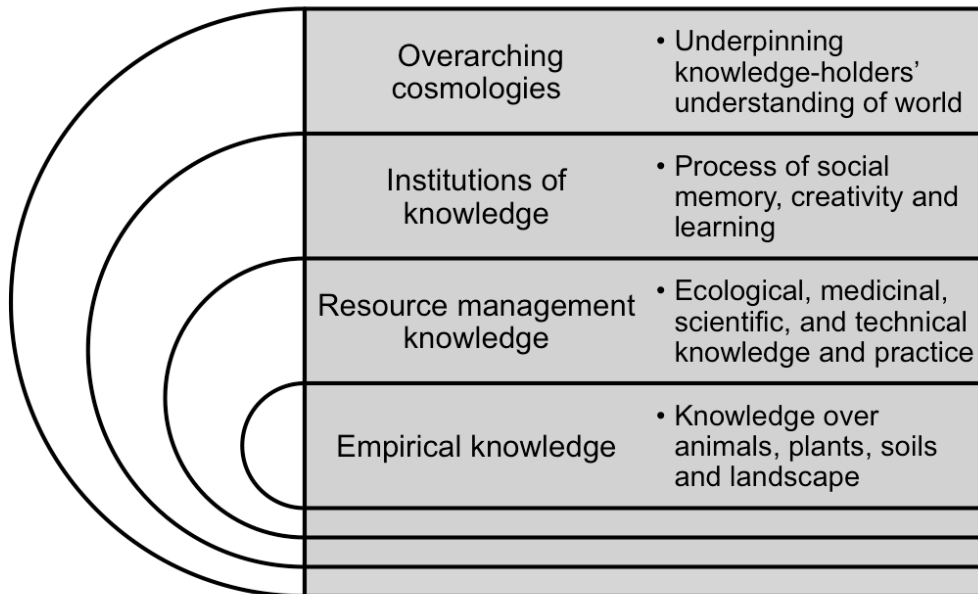 Overarching
cosmologies
• Underpinning
knowledge-holders’
understanding of world
Institutions of
knowledge
• Process of social
memory, creativity and
learning
Resource management
knowledge
• Ecological, medicinal,
scientific, and technical
knowledge and practice
Empirical knowledge
• Knowledge over
animals, plants, soils
and landscape